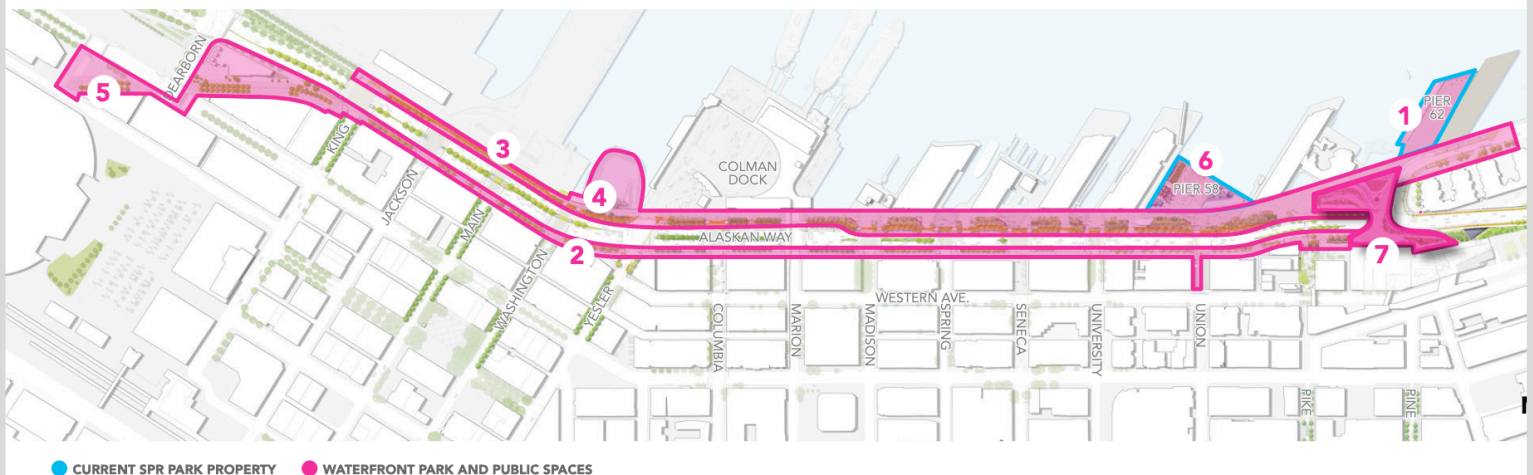 DEARBORN
5
KING
JACKSON
3
MAIN
4
2
WASHINGTON
YESLER
COLMAN
DOCK
ALASKAN WAY
WESTERN AVE.
COLUMBIA
MARION
MADISON
SPRING
SENECA
UNIVERSITY
UNION
6
PIER 58
1
PIER
62
7
PIKE
PINE
CURRENT SPR PARK PROPERTY
WATERFRONT PARK AND PUBLIC SPACES